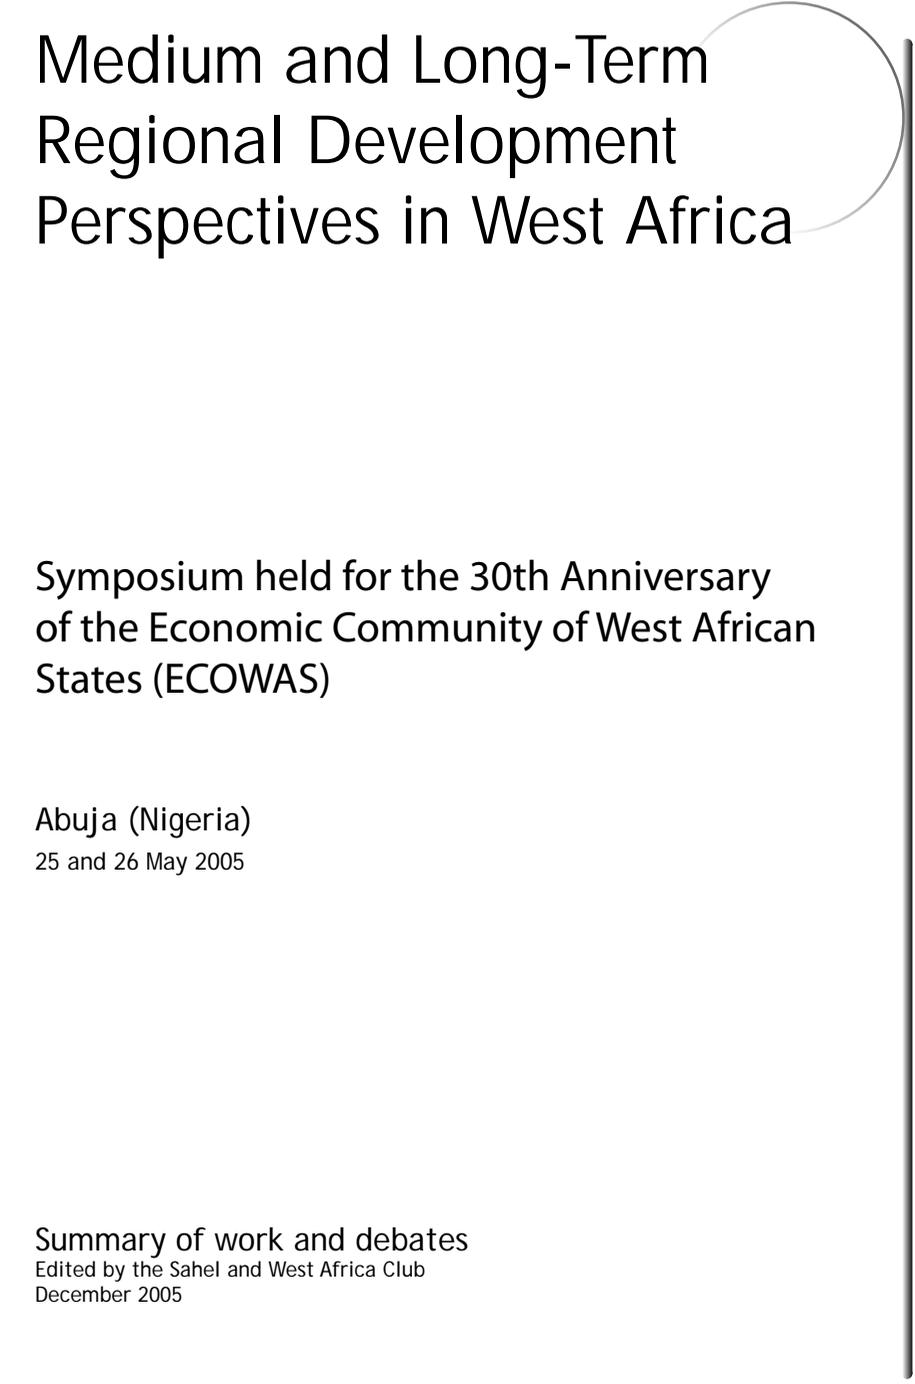 Medium and Long-Term
Regional Development
Perspectives in West Africa
Symposium held for the 30th Anniversary
of the Economic Community of West African
States (ECOWAS)
Abuja (Nigeria)
25 and 26 May 2005
Summary of work and debates
Edited by the Sahel and West Africa Club
December 2005